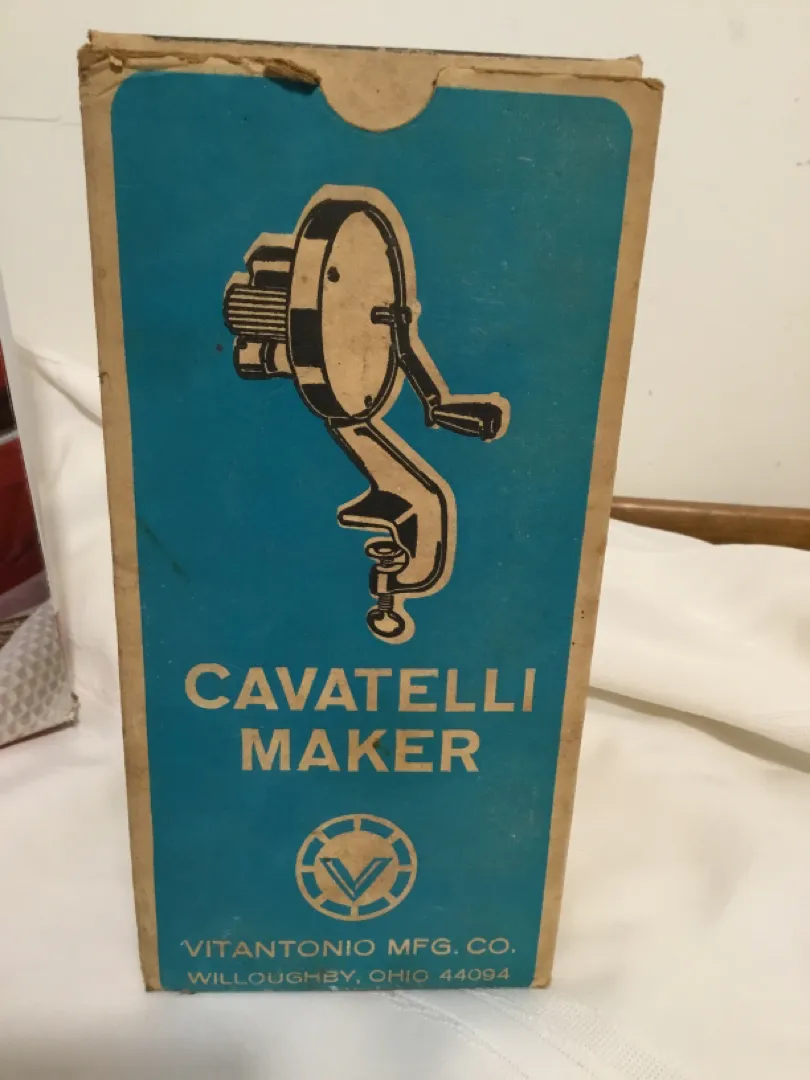 CAVATELLI
MAKER
V
VITANTONIO MFG. CO.
WILLOUGHBY, OHIO 44094